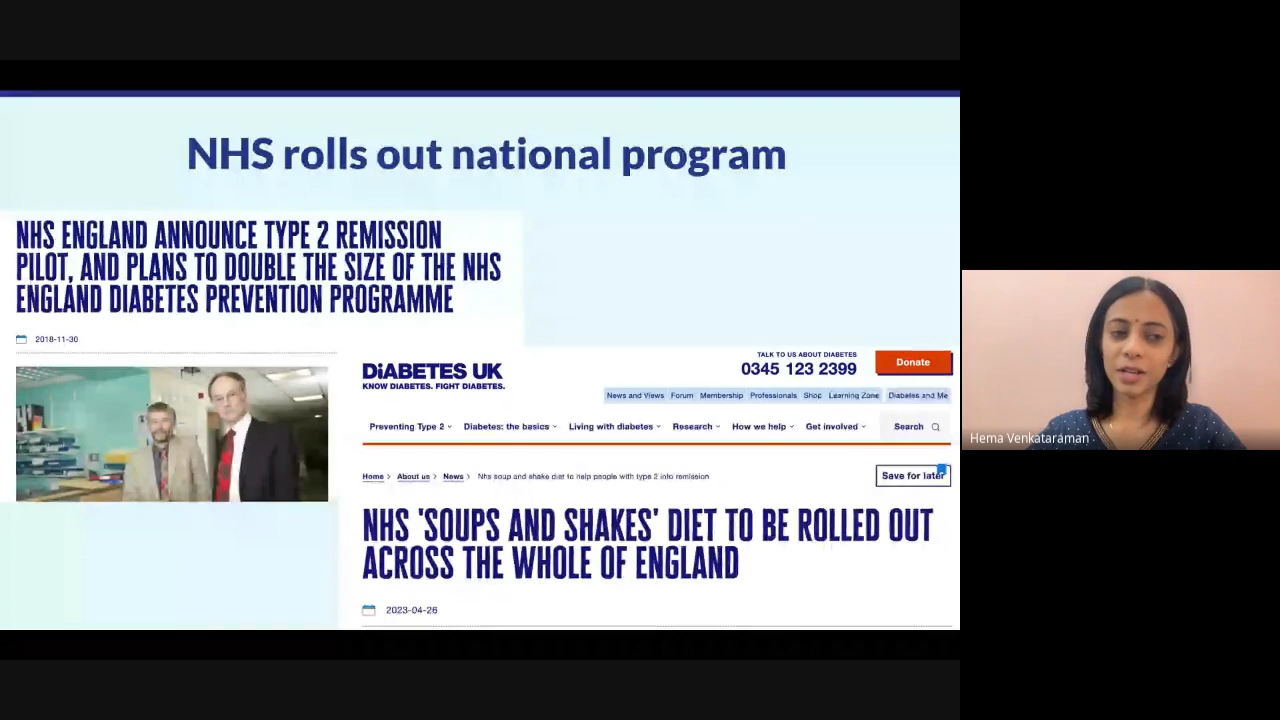 NHS rolls out national program
NHS ENGLAND ANNOUNCE TYPE 2 REMISSION
PILOT, AND PLANS TO DOUBLE THE SIZE OF THE NHS
ENGLAND DIABETES PREVENTION PROGRAMME
2018-11-30
DiABETES UK
KNOW DIABETES. FIGHT DIABETES.
TALK TO US ABOUT DIABETES
0345 123 2399
Donate
News and Views Forum Membership Professionals Shop Learning Zone Diabetes and Me
Preventing Type 2 Diabetes: the basics Living with diabetes Research How we help Get involved Search
Home > About us > News > Nhs soup and shake diet to help people with type 2 into remission
Save for later
NHS 'SOUPS AND SHAKES' DIET TO BE ROLLED OUT
ACROSS THE WHOLE OF ENGLAND
2023-04-26
Hema Venkataraman